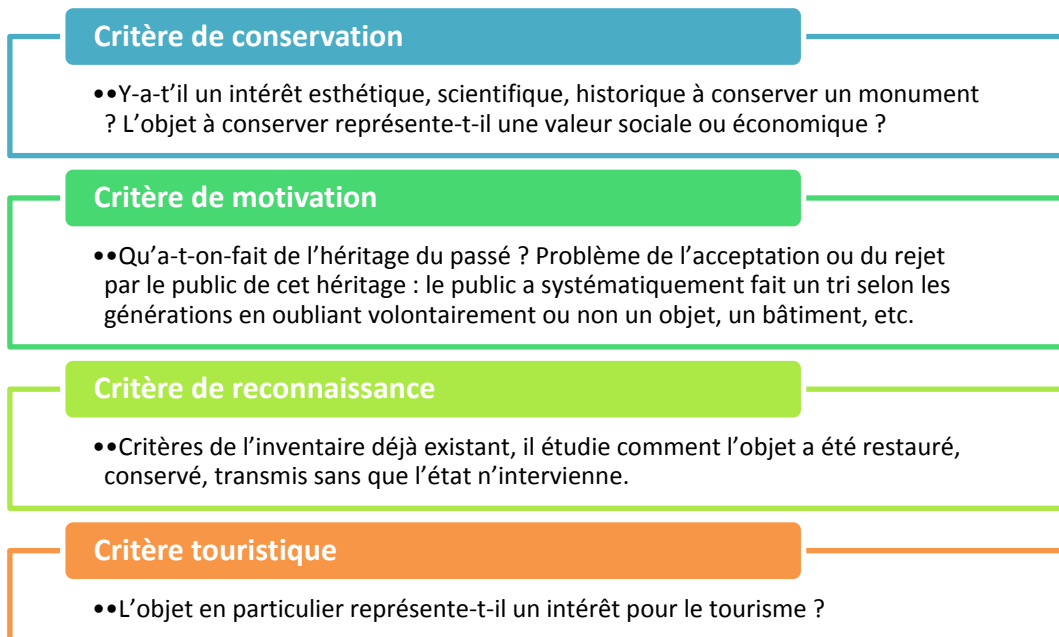 Critère de conservation
••Y-a-t’il un intérêt esthétique, scientifique, historique à conserver un monument
? L’objet à conserver représente-t-il une valeur sociale ou économique ?
Critère de motivation
••Qu’a-t-on-fait de l’héritage du passé ? Problème de l’acceptation ou du rejet
par le public de cet héritage : le public a systématiquement fait un tri selon les
générations en oubliant volontairement ou non un objet, un bâtiment, etc.
Critère de reconnaissance
••Critères de l’inventaire déjà existant, il étudie comment l’objet a été restauré,
conservé, transmis sans que l’état n’intervienne.
Critère touristique
••L’objet en particulier représente-t-il un intérêt pour le tourisme ?